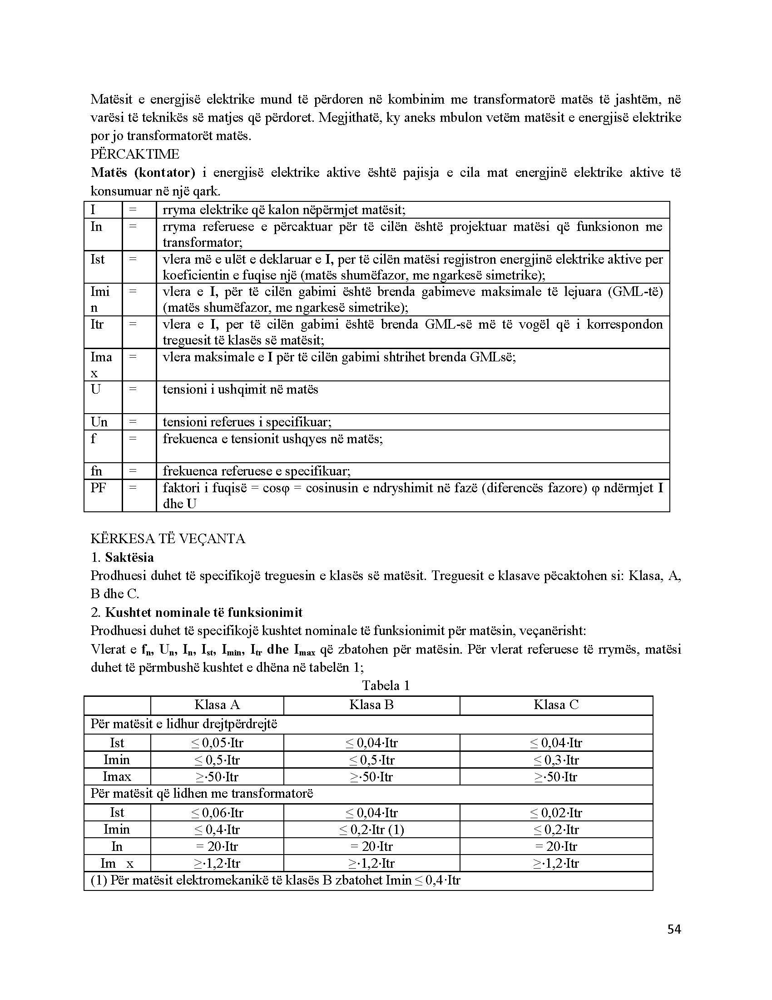 Matësit e energjisë elektrike mund të përdoren në kombinim me transformatorë matës të jashtëm, në
varësi të teknikës së matjes që përdoret. Megjithatë, ky aneks mbulon vetëm matësit e energjisë elektrike
por jo transformatorët matës.
PËRCAKTIME
Matës (kontator) i energjisë elektrike aktive është pajisja e cila mat energjinë elektrike aktive të
konsumuar në një qark.
I = rryma elektrike që kalon nëpërmjet matësit;
In = rryma referuese e përcaktuar për të cilën është projektuar matësi që funksionon me
transformator;
Ist = vlera më e ulët e deklaruar e I, per të cilën matësi regjistron energjinë elektrike aktive per
koeficientin e fuqise një (matës shumëfazor, me ngarkesë simetrike);
Imi = vlera e I, për të cilën gabimi është brenda gabimeve maksimale të lejuara (GML-të)
n (matës shumëfazor, me ngarkesë simetrike);
Itr = vlera e I, per të cilën gabimi është brenda GML-së më të vogël që i korrespondon
treguesit të klasës së matësit;
Ima = vlera maksimale e I për të cilën gabimi shtrihet brenda GMLsë;
x
U = tensioni i ushqimit në matës
Un = tensioni referues i specifikuar;
f = frekuenca e tensionit ushqyes në matës;
fn = frekuenca referuese e specifikuar;
PF = faktori i fuqisë = cosφ = cosinusin e ndryshimit në fazë (diferencës fazore) φ ndërmjet I
dhe U
KËRKESA TË VEÇANTA
1. Saktësia
Prodhuesi duhet të specifikojë treguesin e klasës së matësit. Treguesit e klasave pëcaktohen si: Klasa, A,
B dhe C.
2. Kushtet nominale të funksionimit
Prodhuesi duhet të specifikojë kushtet nominale të funksionimit për matësin, veçanërisht:
Vlerat e fn, Un, In, Ist, Imin, Itr dhe Imax që zbatohen për matësin. Për vlerat referuese të rrymës, matësi
duhet të përmbushë kushtet e dhëna në tabelën 1;
Tabela 1
Klasa A Klasa B Klasa C
Për matësit e lidhur drejtpërdrejtë
Ist ≤ 0,05·Itr ≤ 0,04·Itr ≤ 0,04·Itr
Imin ≤ 0,5·Itr ≤ 0,5·Itr ≤ 0,3·Itr
Imax ≥·50·Itr ≥·50·Itr ≥·50·Itr
Për matësit që lidhen me transformatorë
Ist ≤ 0,06·Itr ≤ 0,04·Itr ≤ 0,02·Itr
Imin ≤ 0,4·Itr ≤ 0,2·Itr (1) ≤ 0,2·Itr
In = 20·Itr = 20·Itr = 20·Itr
Im x ≥·1,2·Itr ≥·1,2·Itr ≥·1,2·Itr
(1) Për matësit elektromekanikë të klasës B zbatohet Imin ≤ 0,4·Itr
54